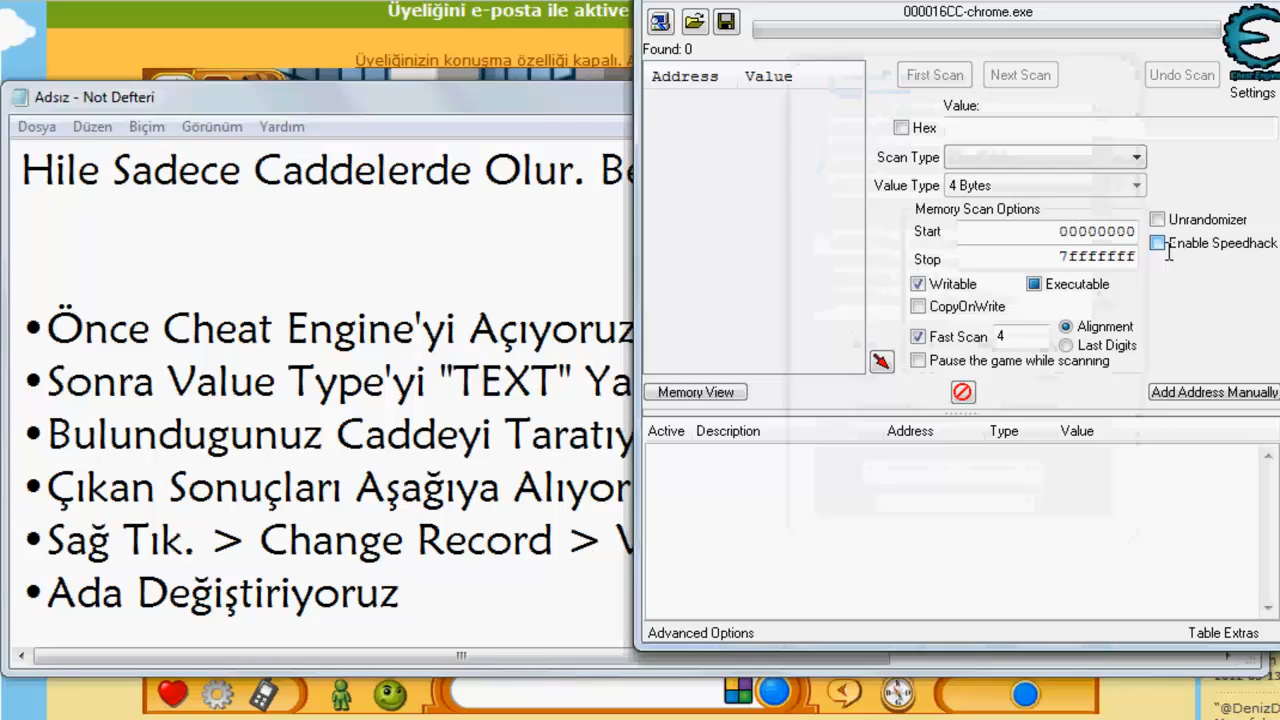 Üyeliğini e-posta ile aktive
Üyeliğinizin konuşma özelliği kapalı. A
Adsız - Not Defteri
Dosya Düzen Biçim Görünüm Yardım
Hile Sadece Caddelerde Olur. Be
•Önce Cheat Engine'yi Açıyoruz
•Sonra Value Type'yi "TEXT" Ya
•Bulundugunuz Caddeyi Taratıy
•Çıkan Sonuçları Aşağıya Alıyor
•Sağ Tık. > Change Record > V
•Ada Değiştiriyoruz
000016CC-chrome.exe
Found: 0
Address Value
First Scan Next Scan Undo Scan
Cheat Engine
Settings
Value:
Hex
Scan Type
Value Type 4 Bytes
Memory Scan Options
Start 00000000
Stop 7fffffff
Unrandomizer
Enable Speedhack
Writable Executable
CopyOnWrite
Fast Scan 4 Alignment
Last Digits
Pause the game while scanning
Memory View Add Address Manually
Active Description Address Type Value
Advanced Options Table Extras
"@DenizD